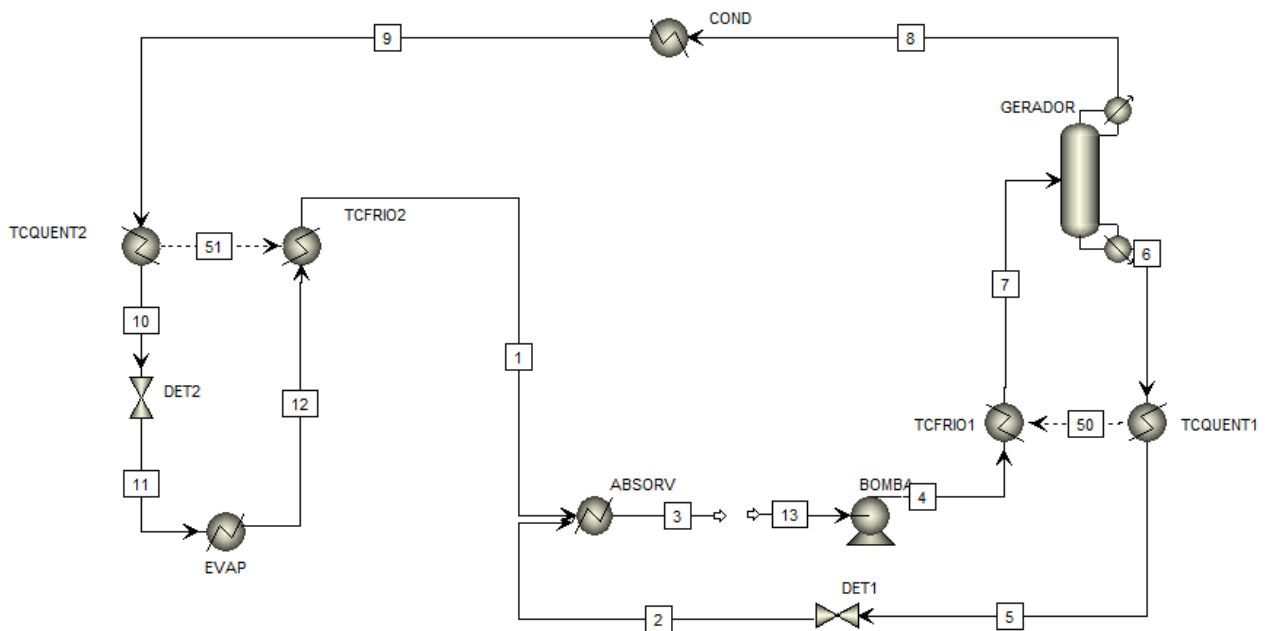 COND
9
8
GERADOR
TCFRIO2
TCQUENT2
51
6
7
10
1
DET2
12
TCFRIO1
50
TCQUENT1
11
ABSORV
BOMBA
4
3
13
EVAP
DET1
2
5